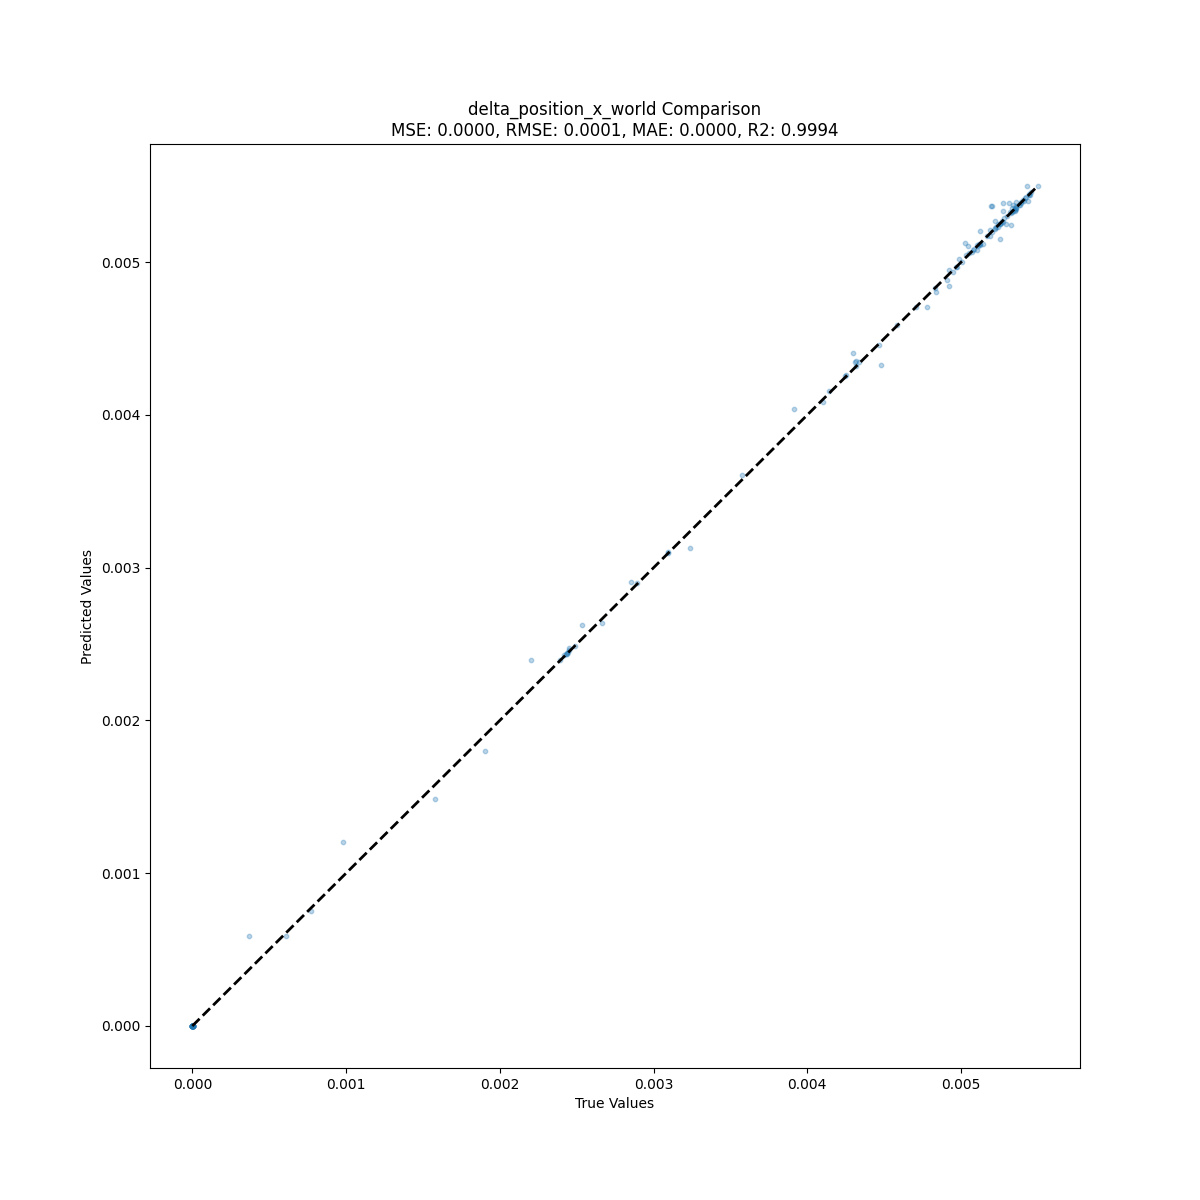 delta_position_x_world Comparison
MSE: 0.0000, RMSE: 0.0001, MAE: 0.0000, R2: 0.9994
0.005
0.004
0.003
0.002
0.001
0.000
Predicted Values
0.000 0.001 0.002 0.003 0.004 0.005
True Values